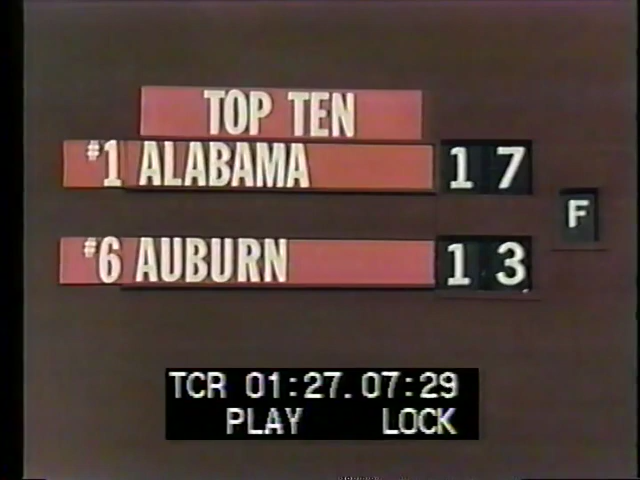 TOP TEN
#1 ALABAMA 17
F
#6 AUBURN 13
TCR 01:27.07:29
PLAY LOCK